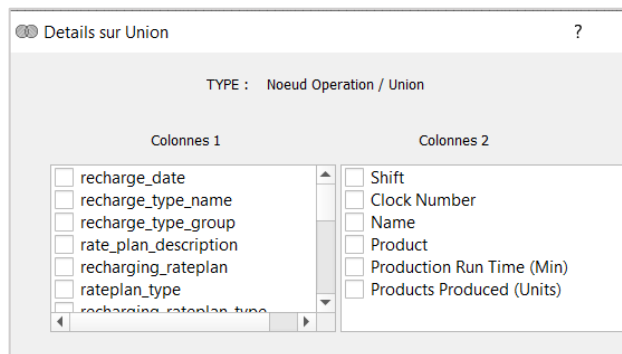 Details sur Union ?
TYPE : Noeud Operation / Union
Colonnes 1 Colonnes 2
recharge_date
recharge_type_name
recharge_type_group
rate_plan_description
recharging_rateplan
rateplan_type
recharging_rateplan_type
Shift
Clock Number
Name
Product
Production Run Time (Min)
Products Produced (Units)